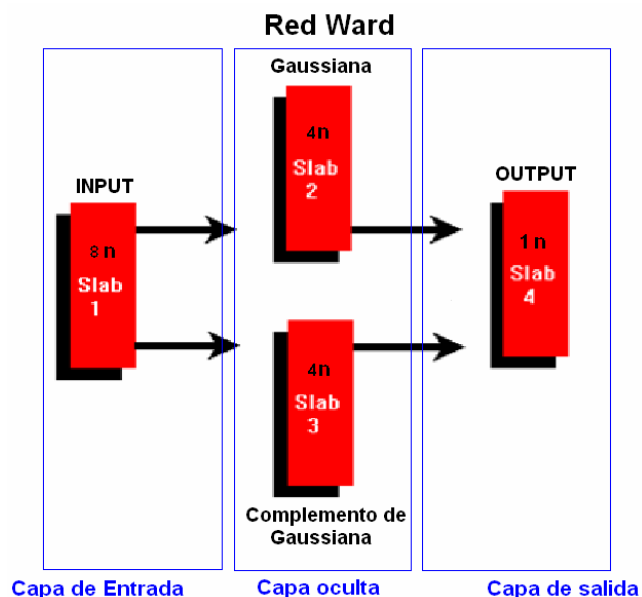 Red Ward
Gaussiana
4n
Slab
2
INPUT
8 n
Slab
1
OUTPUT
1 n
Slab
4
4n
Slab
3
Complemento de
Gaussiana
Capa de Entrada
Capa oculta
Capa de salida